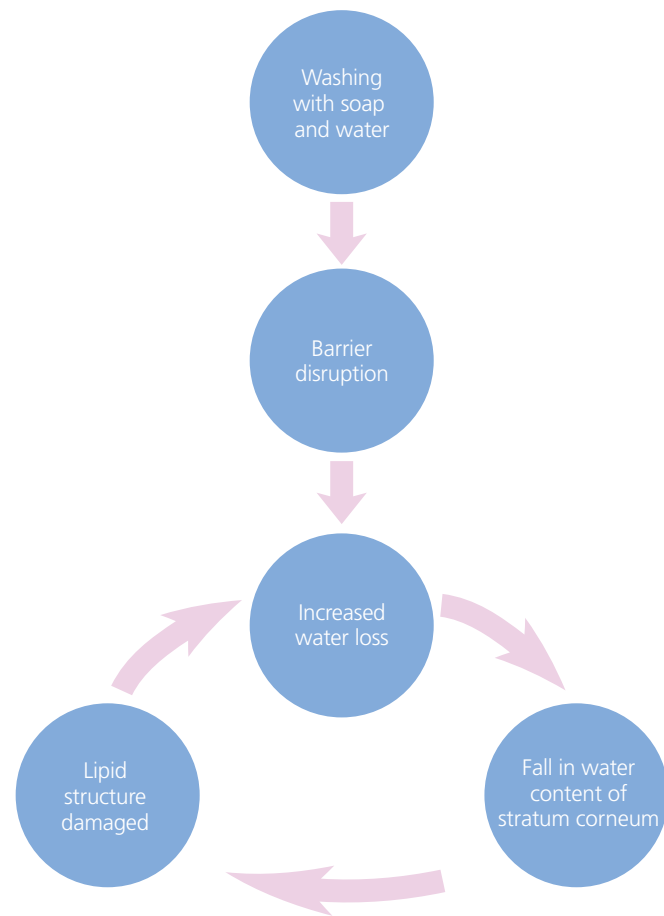 Washing
with soap
and water
Barrier
disruption
Increased
water loss
Lipid
structure
damaged
Fall in water
content of
stratum corneum